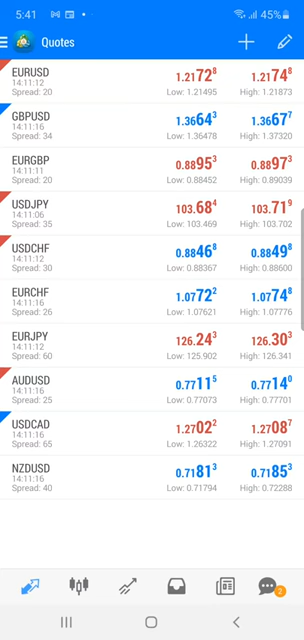 5:41 45%
Quotes
EURUSD 1.21728 1.21748
14:11:12
Spread: 20 Low: 1.21495 High: 1.21873
GBPUSD 1.36643 1.36677
14:11:16
Spread: 34 Low: 1.36478 High: 1.37320
EURGBP 0.88953 0.88973
14:11:11
Spread: 20 Low: 0.88452 High: 0.89039
USDJPY 103.684 103.719
14:11:06
Spread: 35 Low: 103.469 High: 103.702
USDCHF 0.88468 0.88498
14:11:12
Spread: 30 Low: 0.88367 High: 0.88600
EURCHF 1.07722 1.07748
14:11:16
Spread: 26 Low: 1.07621 High: 1.07776
EURJPY 126.243 126.303
14:11:12
Spread: 60 Low: 125.902 High: 126.341
AUDUSD 0.77115 0.77140
14:11:16
Spread: 25 Low: 0.77073 High: 0.77701
USDCAD 1.27022 1.27087
14:11:16
Spread: 65 Low: 1.26322 High: 1.27091
NZDUSD 0.71813 0.71853
14:11:16
Spread: 40 Low: 0.71794 High: 0.72288
2